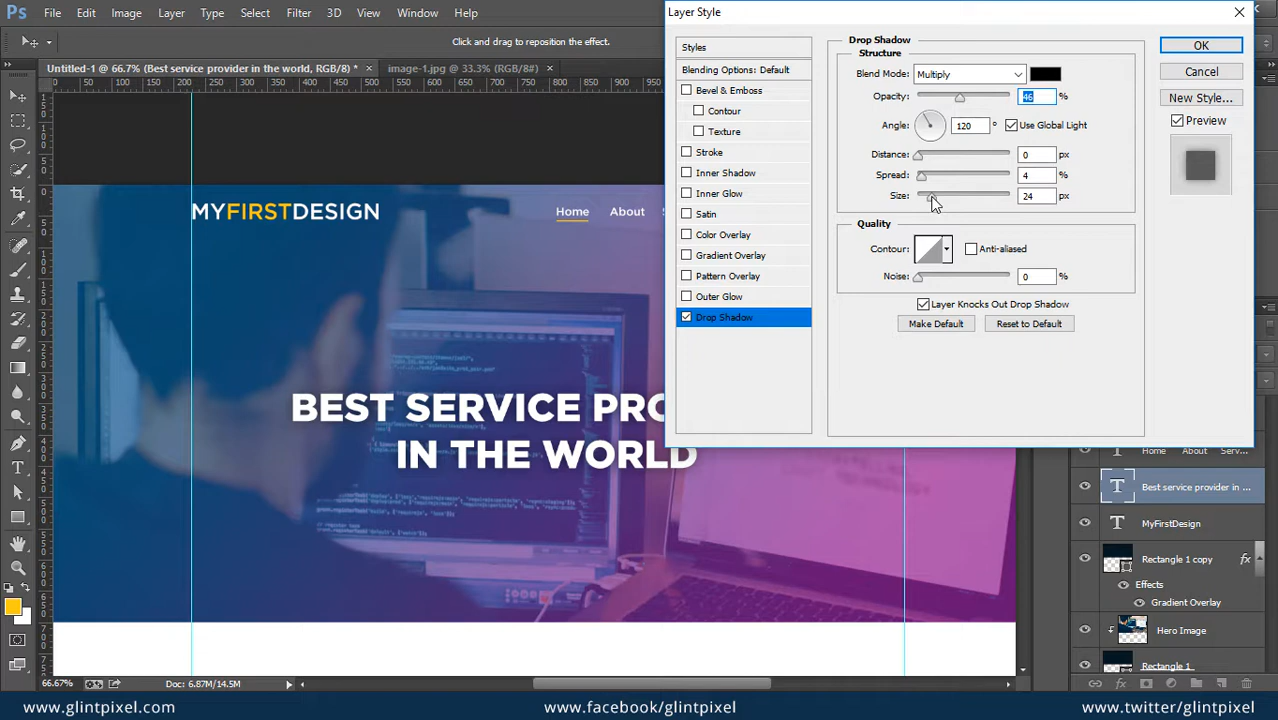 Ps File Edit Image Layer Type Select Filter 3D View Window Help
Layer Style
Click and drag to reposition the effect.
Untitled-1 @ 66.7% (Best service provider in the world, RGB/8) * ×
image-1.jpg @ 33.3% (RGB/8#) ×
MYFIRSTDESIGN
Home About
BEST SERVICE PRO
IN THE WORLD
Styles
Blending Options: Default
Bevel & Emboss
Contour
Texture
Stroke
Inner Shadow
Inner Glow
Satin
Color Overlay
Gradient Overlay
Pattern Overlay
Outer Glow
Drop Shadow
Drop Shadow
Structure
Blend Mode: Multiply
Opacity: 46 %
Angle: 120 ° Use Global Light
Distance: 0 px
Spread: 4 %
Size: 24 px
Quality
Contour: Anti-aliased
Noise: 0 %
Layer Knocks Out Drop Shadow
Make Default Reset to Default
OK
Cancel
New Style...
Preview
Home About Serv...
Best service provider in ...
MyFirstDesign
Rectangle 1 copy fx
Effects
Gradient Overlay
Hero Image
Rectangle 1
66.67% Doc: 6.87M/14.5M
www.glintpixel.com www.facebook/glintpixel www.twitter/glintpixel